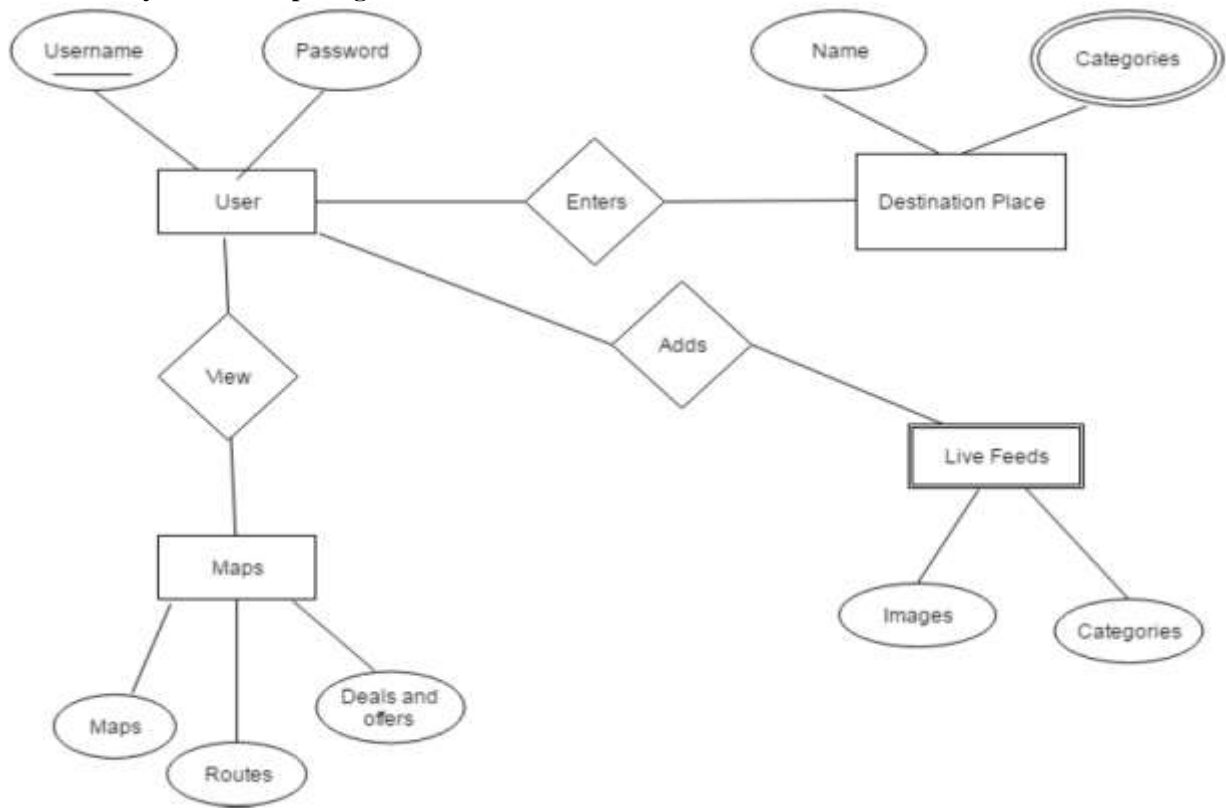 Username
Password
Name
Categories
User
Enters
Destination Place
Adds
View
Live Feeds
Maps
Images
Categories
Deals and
offers
Maps
Routes